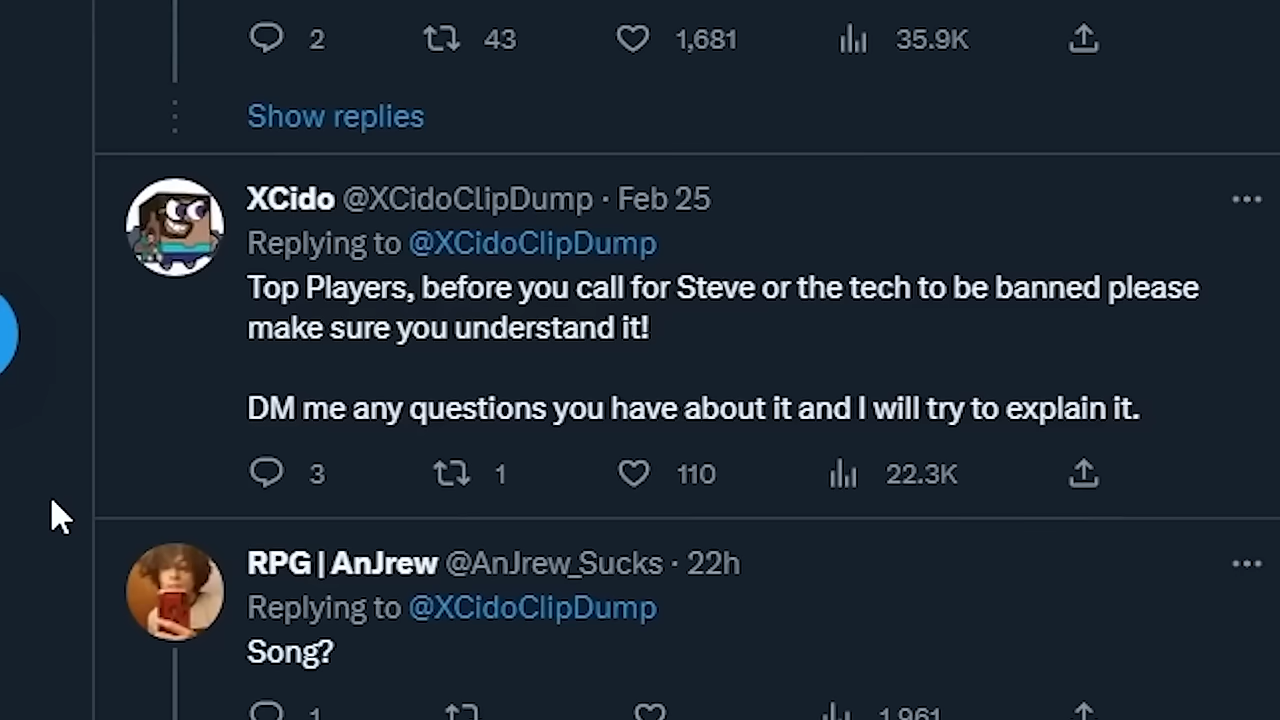 2 43 1,681 35.9K
Show replies
XCido @XCidoClipDump · Feb 25
Replying to @XCidoClipDump
Top Players, before you call for Steve or the tech to be banned please
make sure you understand it!
DM me any questions you have about it and I will try to explain it.
3 1 110 22.3K
RPG | AnJrew @AnJrew_Sucks · 22h
Replying to @XCidoClipDump
Song?
1 1,961